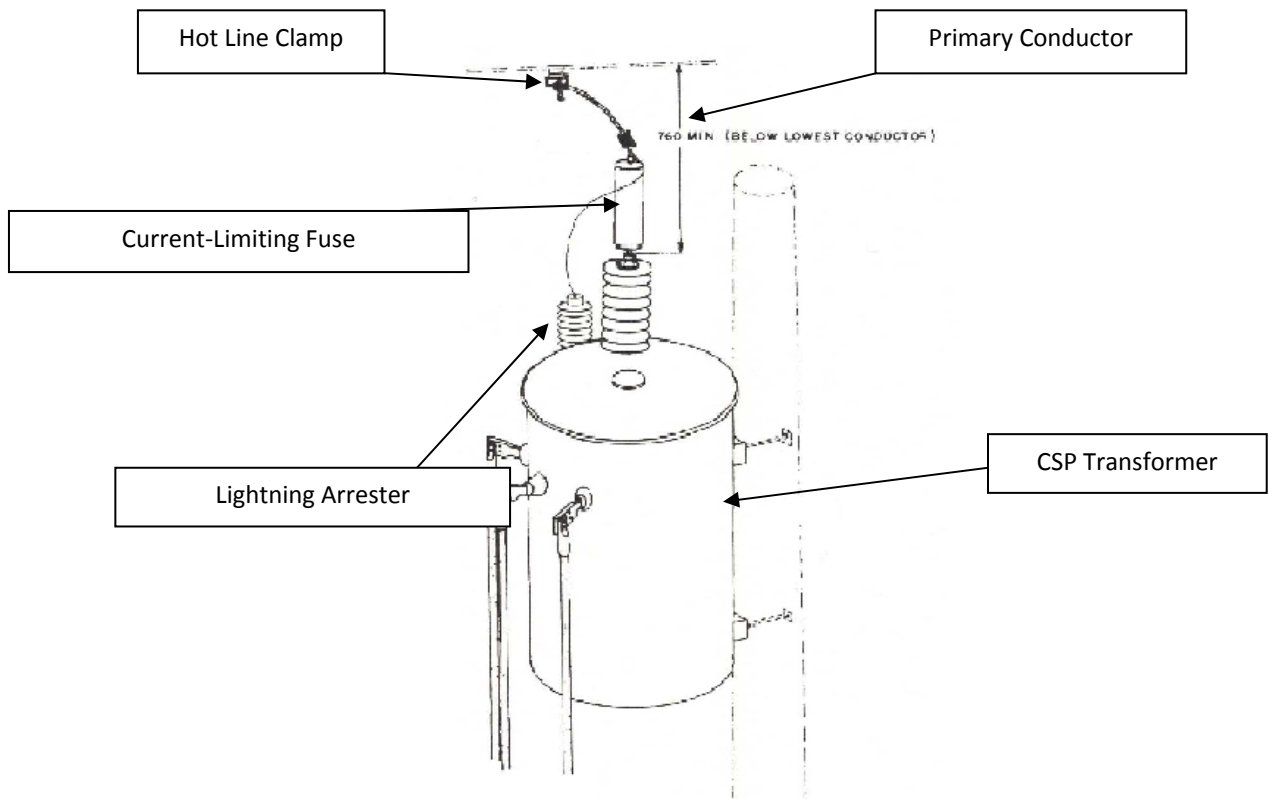 Hot Line Clamp
Primary Conductor
760 MIN (BELOW LOWEST CONDUCTOR)
Current-Limiting Fuse
CSP Transformer
Lightning Arrester